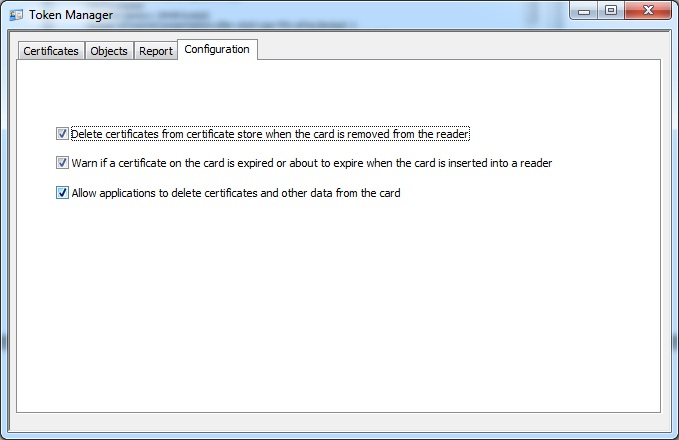 Token Manager
Certificates Objects Report Configuration
Delete certificates from certificate store when the card is removed from the reader
Warn if a certificate on the card is expired or about to expire when the card is inserted into a reader
Allow applications to delete certificates and other data from the card